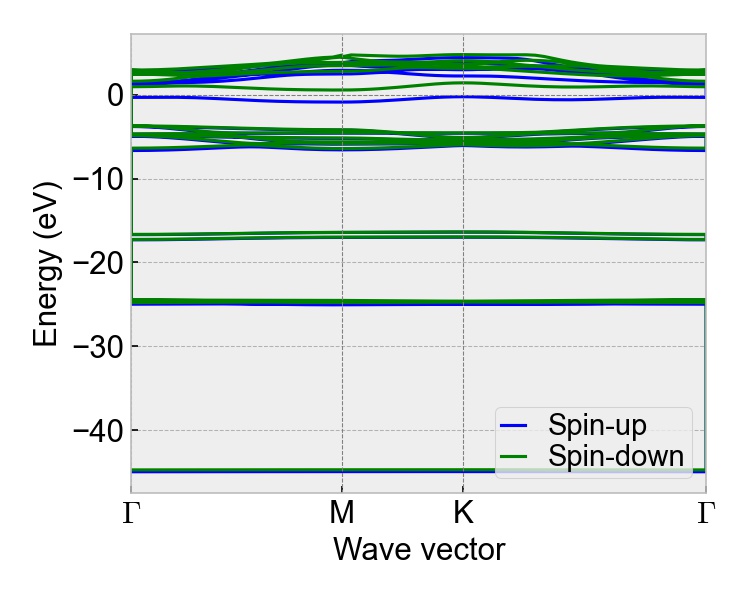 0
−10
−20
−30
−40
Energy (eV)
Spin-up
Spin-down
Γ M K Γ
Wave vector